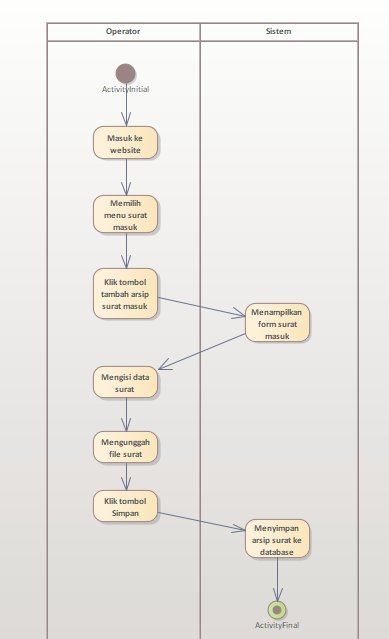 Operator
Sistem
ActivityInitial
Masuk ke
website
Memilih
menu surat
masuk
Klik tombol
tambah arsip
surat masuk
Menampilkan
form surat
masuk
Mengisi data
surat
Mengunggah
file surat
Klik tombol
Simpan
Menyimpan
arsip surat ke
database
ActivityFinal